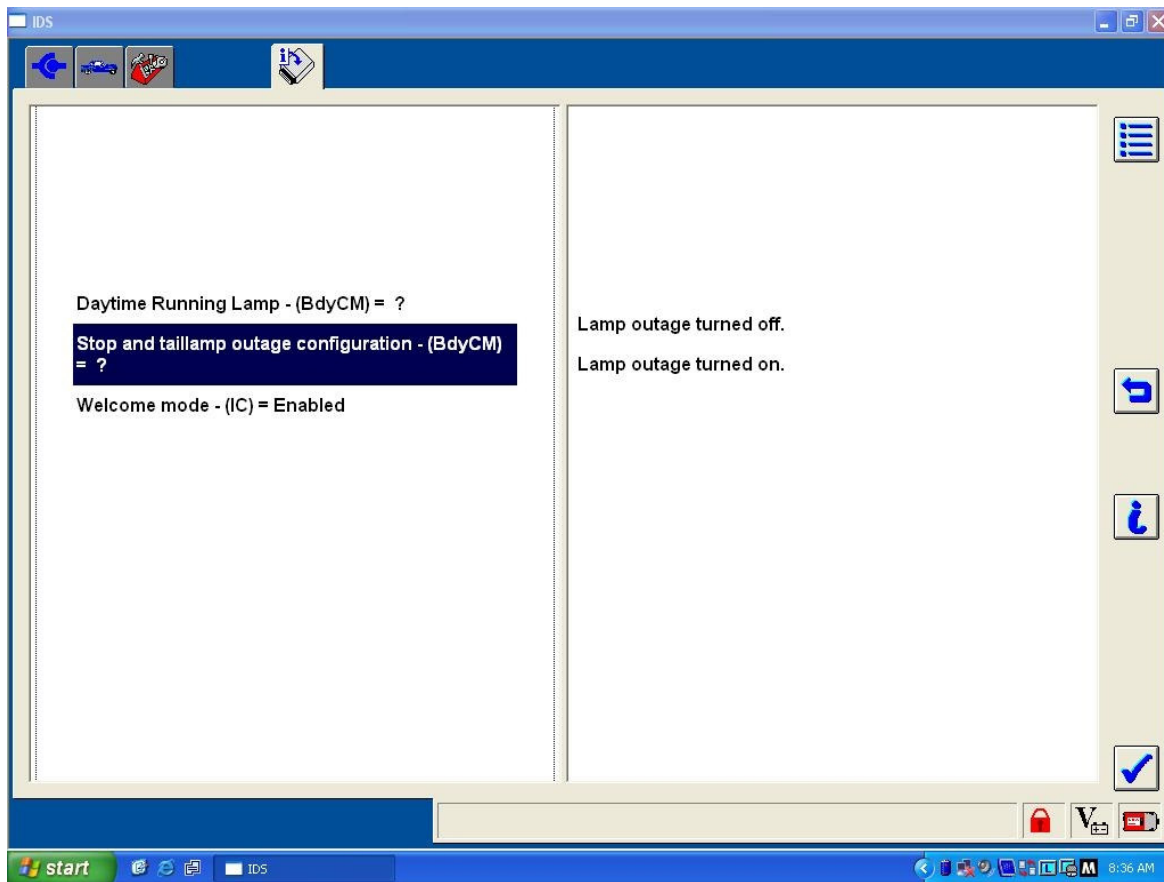 IDS
Daytime Running Lamp - (BdyCM) = ?
Stop and taillamp outage configuration - (BdyCM)
= ?
Welcome mode - (IC) = Enabled
Lamp outage turned off.
Lamp outage turned on.
V
start
IDS
8:36 AM